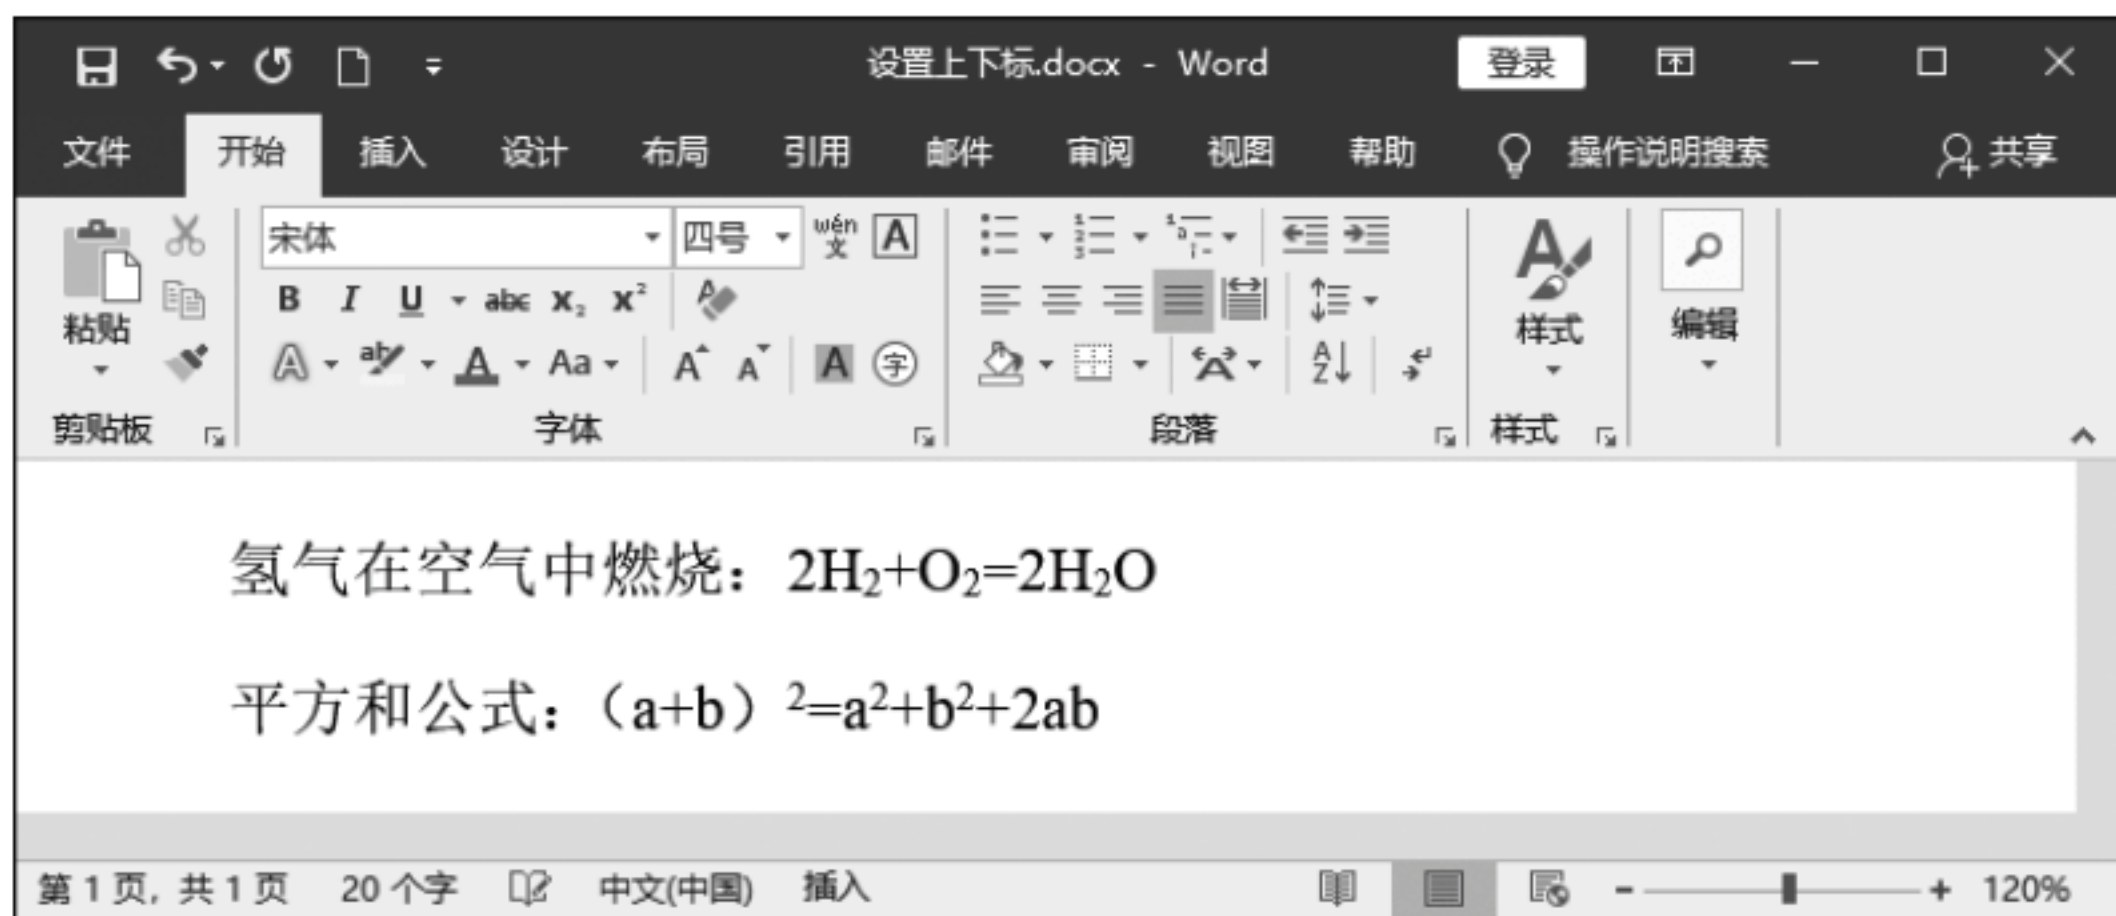 设置上下标.docx - Word 登录
文件 开始 插入 设计 布局 引用 邮件 审阅 视图 帮助 操作说明搜索 共享
宋体 四号 wén 文 A
粘贴 B I U abc X₂ X² 样式 编辑
A aby A Aa A A A 字 A A Z
剪贴板 字体 段落 样式
氢气在空气中燃烧：2H₂+O₂=2H₂O
平方和公式：（a+b）²=a²+b²+2ab
第 1 页, 共 1 页 20 个字 中文(中国) 插入 - + 120%